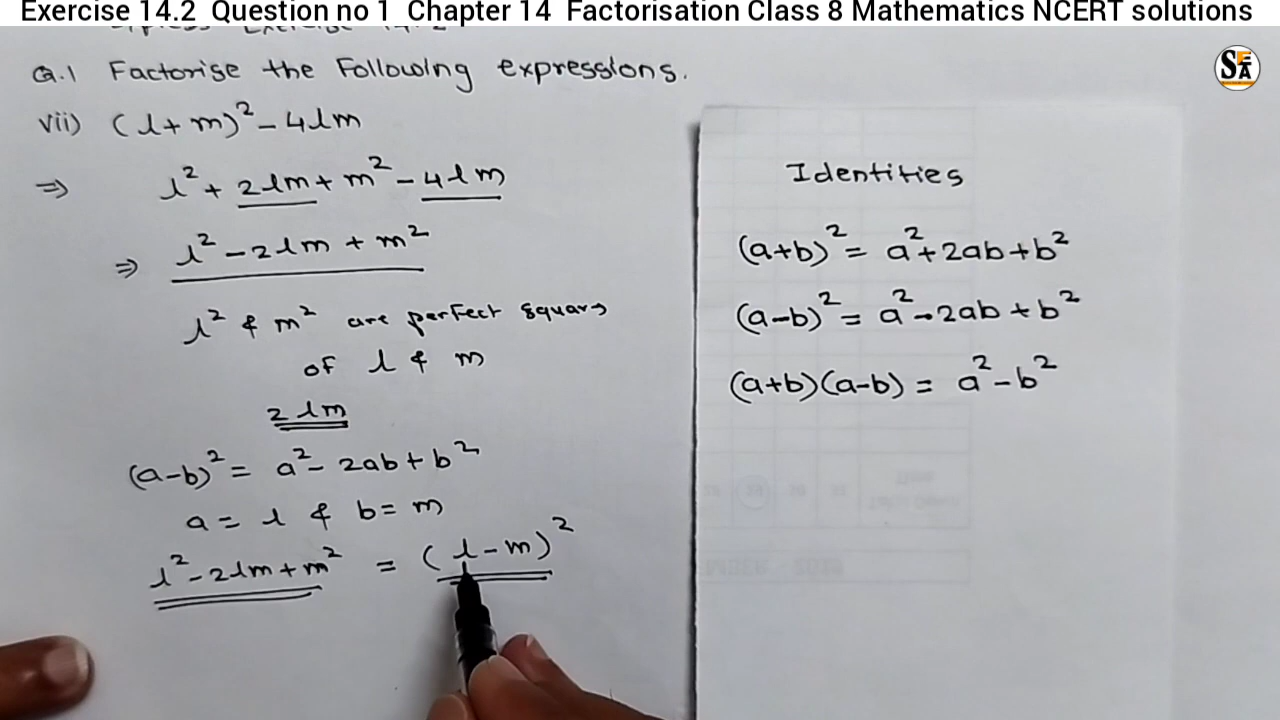 Exercise 14.2 Question no 1 Chapter 14 Factorisation Class 8 Mathematics NCERT solutions
Q.1 Factorise the Following expressions.
vii) (l+m)² - 4lm
⇒ l² + 2lm + m² - 4lm
⇒ l² - 2lm + m²
l² & m² are perfect squars
of l & m
2lm
(a-b)² = a² - 2ab + b²
a = l & b = m
l² - 2lm + m² = (l - m)²
SFEA
Identities
(a+b)² = a² + 2ab + b²
(a-b)² = a² - 2ab + b²
(a+b)(a-b) = a² - b²